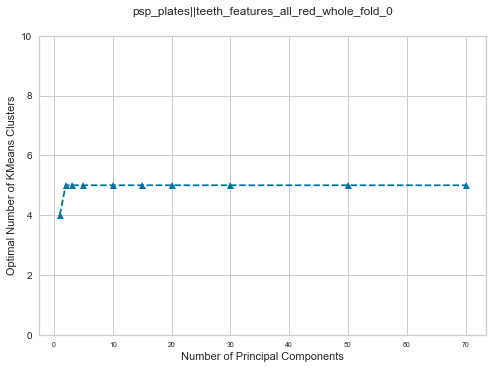 psp_plates||teeth_features_all_red_whole_fold_0
10
8
6
4
2
0
Optimal Number of KMeans Clusters
0 10 20 30 40 50 60 70
Number of Principal Components